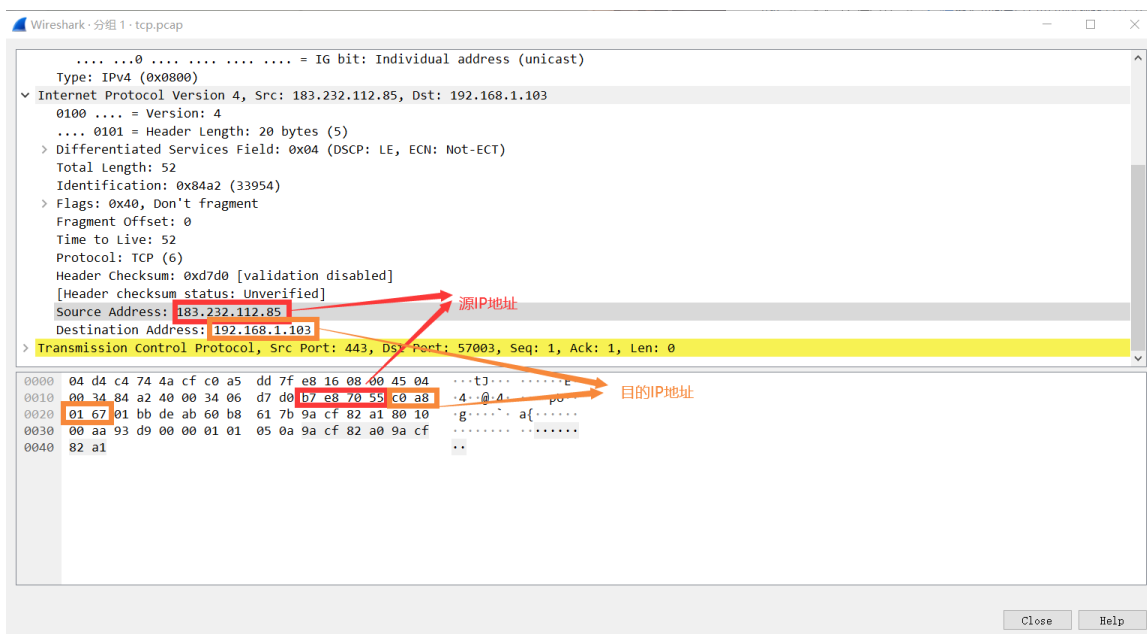 Wireshark · 分组 1 · tcp.pcap
.... ...0 .... .... .... .... = IG bit: Individual address (unicast)
Type: IPv4 (0x0800)
Internet Protocol Version 4, Src: 183.232.112.85, Dst: 192.168.1.103
0100 .... = Version: 4
.... 0101 = Header Length: 20 bytes (5)
Differentiated Services Field: 0x04 (DSCP: LE, ECN: Not-ECT)
Total Length: 52
Identification: 0x84a2 (33954)
Flags: 0x40, Don't fragment
Fragment Offset: 0
Time to Live: 52
Protocol: TCP (6)
Header Checksum: 0xd7d0 [validation disabled]
[Header checksum status: Unverified]
Source Address: 183.232.112.85
源IP地址
Destination Address: 192.168.1.103
Transmission Control Protocol, Src Port: 443, Dst Port: 57003, Seq: 1, Ack: 1, Len: 0
0000 04 d4 c4 74 4a cf c0 a5 dd 7f e8 16 08 00 45 04 ···tJ··· ······E·
0010 00 34 84 a2 40 00 34 06 d7 d0 b7 e8 70 55 c0 a8 ·4··@·4· ····pU··
目的IP地址
0020 01 67 01 bb de ab 60 b8 61 7b 9a cf 82 a1 80 10 ·g····`· a{······
0030 00 aa 93 d9 00 00 01 01 05 0a 9a cf 82 a0 9a cf ········ ········
0040 82 a1 ··
Close Help